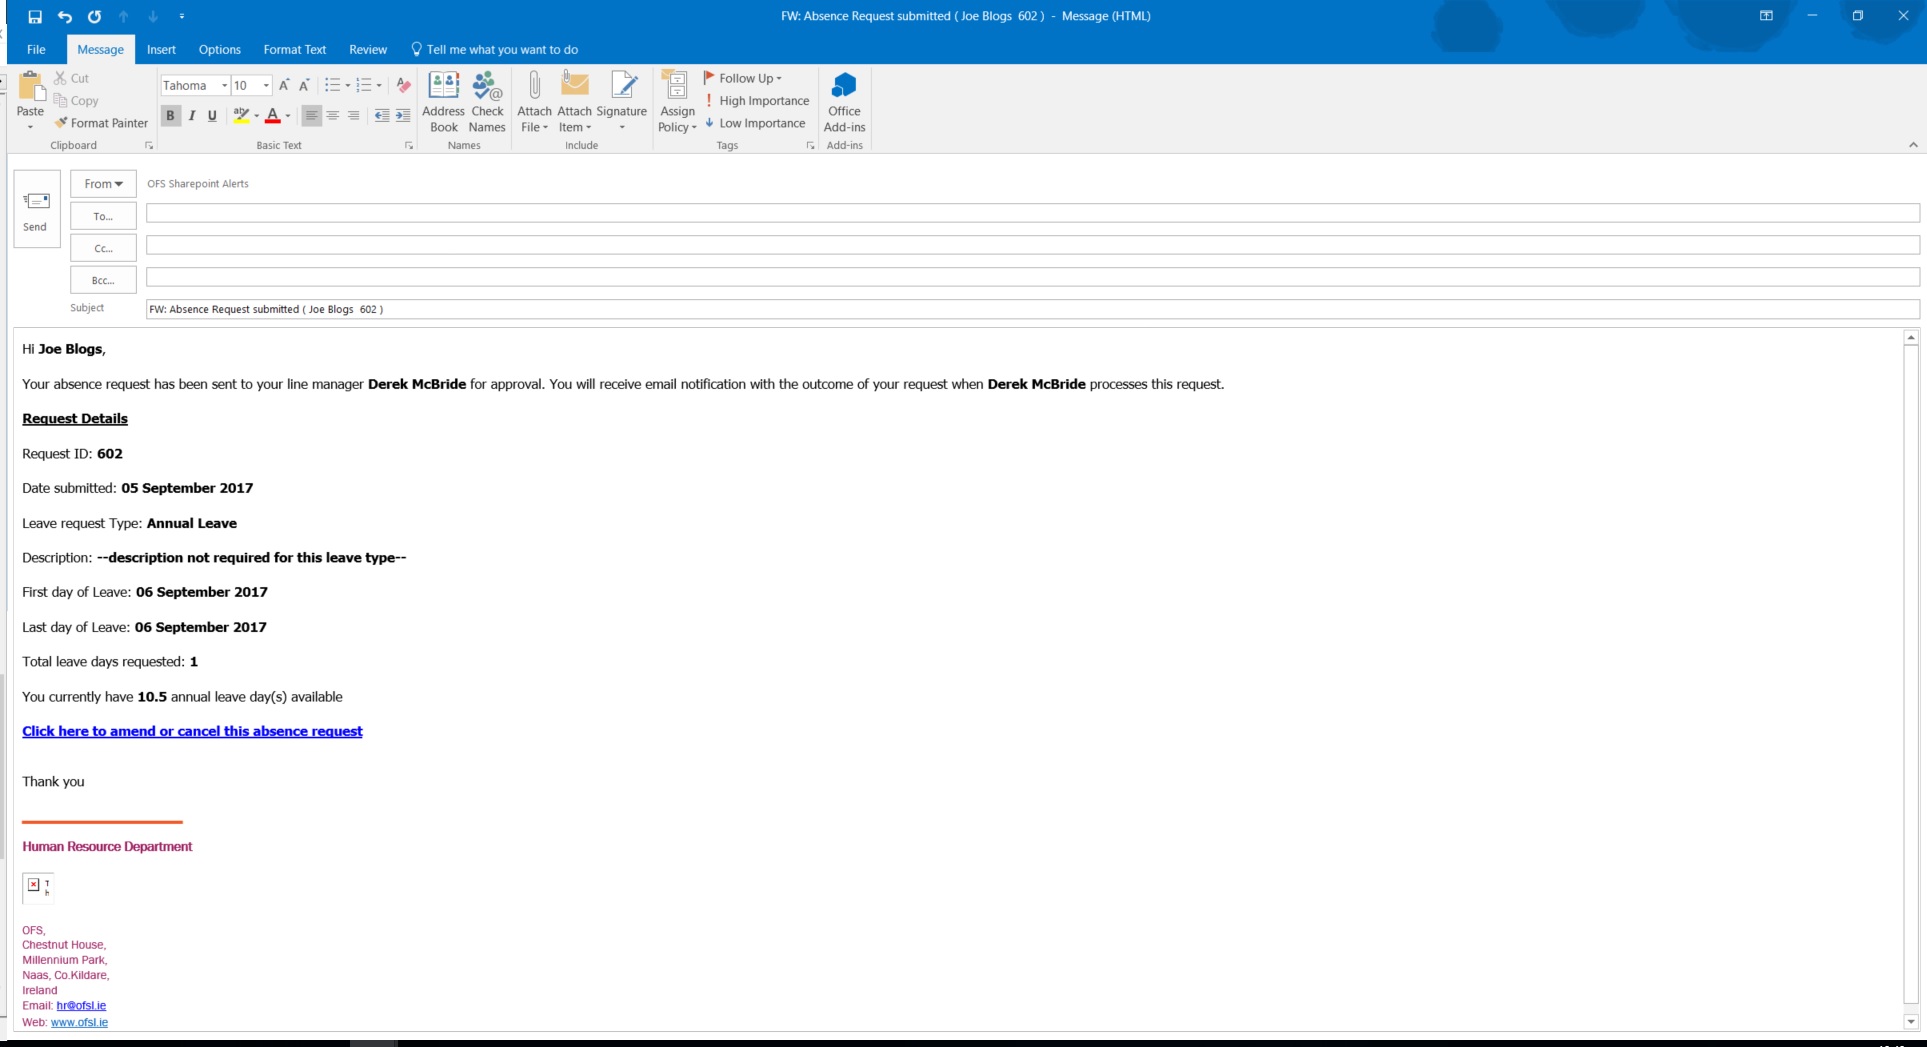 FW: Absence Request submitted ( Joe Blogs  602 )  -  Message (HTML)
File Message Insert Options Format Text Review Tell me what you want to do
Paste
Cut
Copy
Format Painter
Clipboard
Tahoma 10 A A
B I U aby A
Basic Text
Address Book
Check Names
Names
Attach File
Attach Item
Signature
Include
Assign Policy
Follow Up
High Importance
Low Importance
Tags
Office Add-ins
Add-ins
Send
From OFS Sharepoint Alerts
To...
Cc...
Bcc...
Subject FW: Absence Request submitted ( Joe Blogs  602 )
Hi Joe Blogs,
Your absence request has been sent to your line manager Derek McBride for approval. You will receive email notification with the outcome of your request when Derek McBride processes this request.
Request Details
Request ID: 602
Date submitted: 05 September 2017
Leave request Type: Annual Leave
Description: --description not required for this leave type--
First day of Leave: 06 September 2017
Last day of Leave: 06 September 2017
Total leave days requested: 1
You currently have 10.5 annual leave day(s) available
Click here to amend or cancel this absence request
Thank you
Human Resource Department
OFS,
Chestnut House,
Millennium Park,
Naas, Co.Kildare,
Ireland
Email: hr@ofsl.ie
Web: www.ofsl.ie